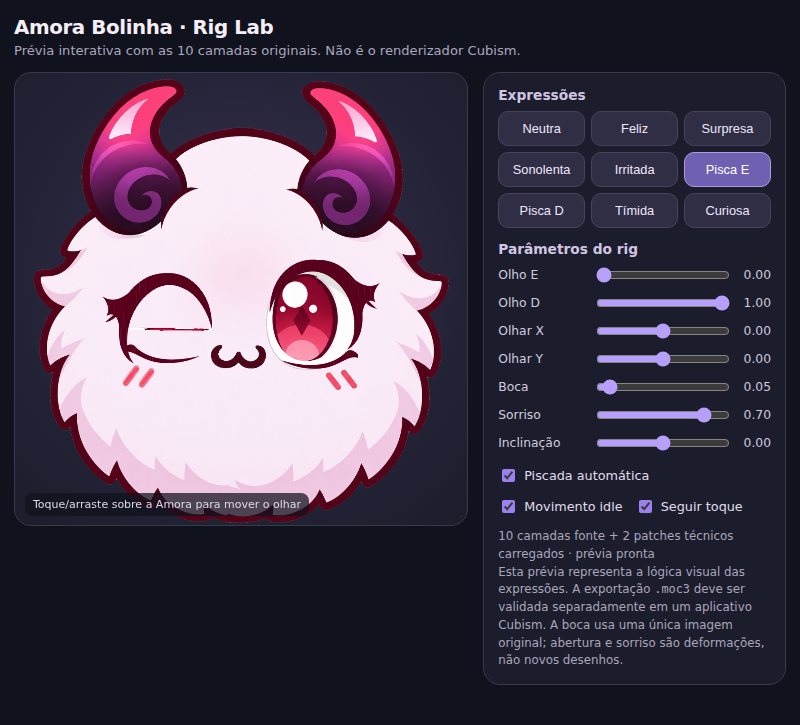 Amora Bolinha · Rig Lab
Prévia interativa com as 10 camadas originais. Não é o renderizador Cubism.
Toque/arraste sobre a Amora para mover o olhar
Expressões
Neutra
Feliz
Surpresa
Sonolenta
Irritada
Pisca E
Pisca D
Tímida
Curiosa
Parâmetros do rig
Olho E 0.00
Olho D 1.00
Olhar X 0.00
Olhar Y 0.00
Boca 0.05
Sorriso 0.70
Inclinação 0.00
Piscada automática
Movimento idle
Seguir toque
10 camadas fonte + 2 patches técnicos
carregados · prévia pronta
Esta prévia representa a lógica visual das
expressões. A exportação .moc3 deve ser
validada separadamente em um aplicativo
Cubism. A boca usa uma única imagem
original; abertura e sorriso são deformações,
não novos desenhos.